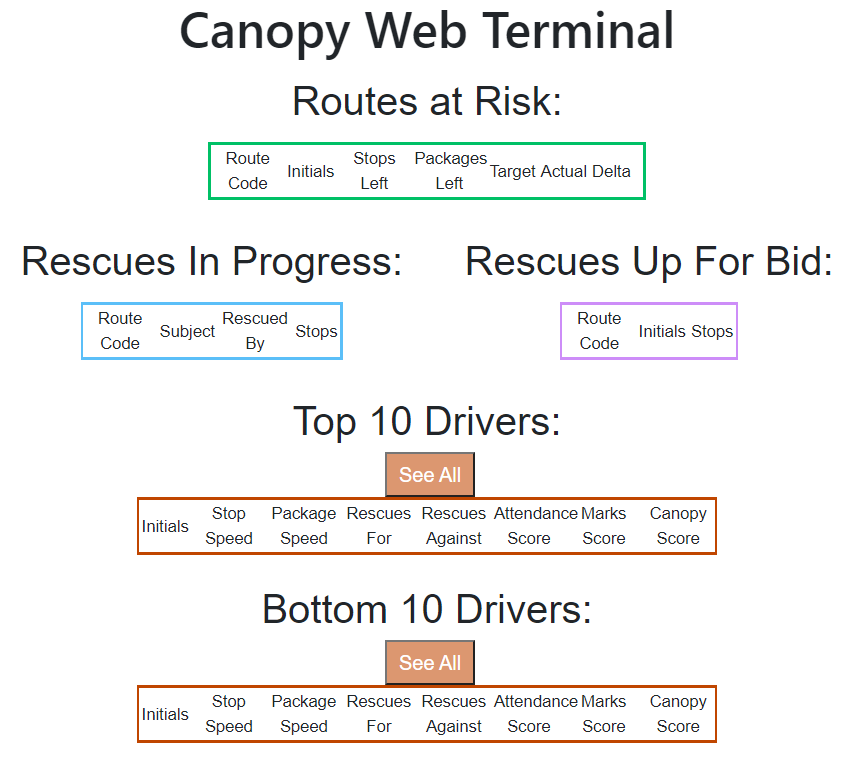 Canopy Web Terminal
Routes at Risk:
Route Code Initials Stops Left Packages Left Target Actual Delta
Rescues In Progress:
Route Code Subject Rescued By Stops
Rescues Up For Bid:
Route Code Initials Stops
Top 10 Drivers:
See All
Initials Stop Speed Package Speed Rescues For Rescues Against Attendance Score Marks Score Canopy Score
Bottom 10 Drivers:
See All
Initials Stop Speed Package Speed Rescues For Rescues Against Attendance Score Marks Score Canopy Score